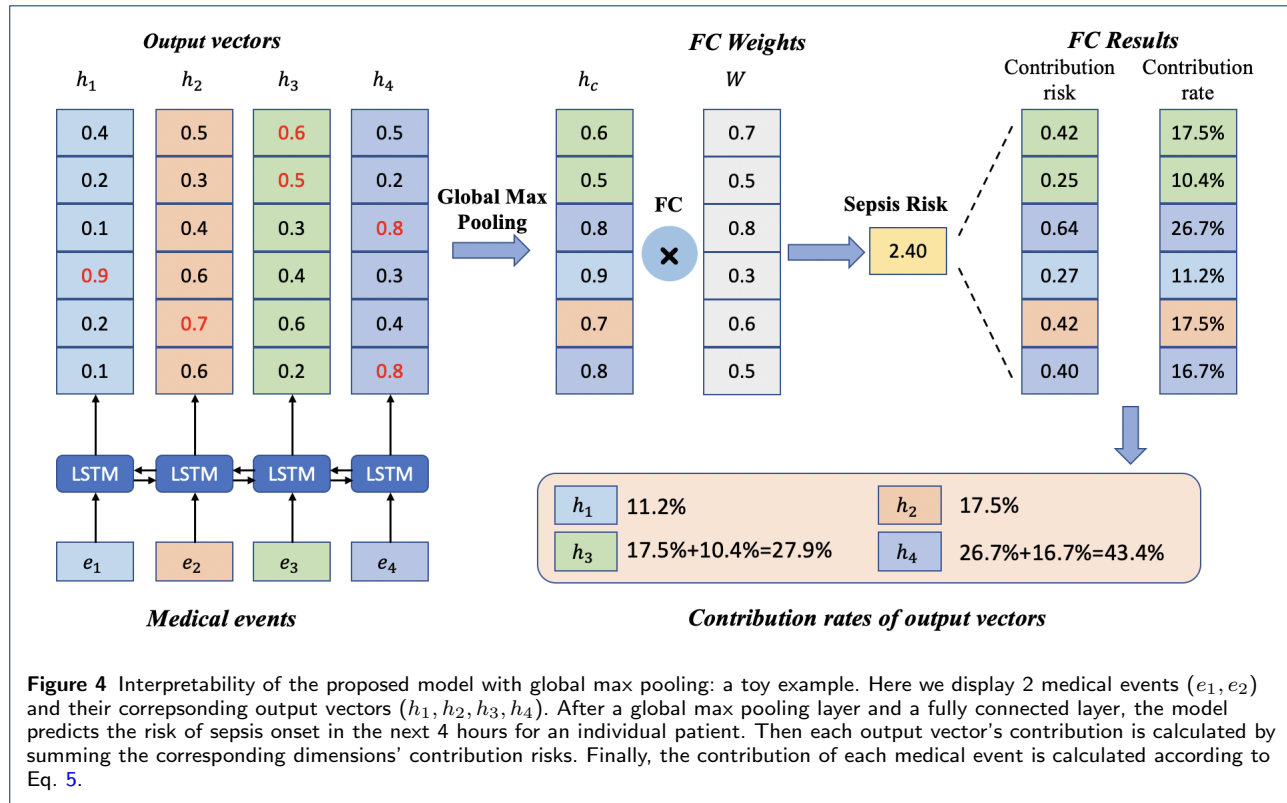 Output vectors
FC Weights
FC Results
h₁ h₂ h₃ h₄
h_c W
Contribution risk
Contribution rate
0.4 0.5 0.6 0.5 0.6 0.7 0.42 17.5%
0.2 0.3 0.5 0.2 0.5 0.5 0.25 10.4%
0.1 0.4 0.3 0.8 0.8 0.8 0.64 26.7%
0.9 0.6 0.4 0.3 0.9 0.3 0.27 11.2%
0.2 0.7 0.6 0.4 0.7 0.6 0.42 17.5%
0.1 0.6 0.2 0.8 0.8 0.5 0.40 16.7%
Global Max
Pooling
FC
×
Sepsis Risk
2.40
LSTM LSTM LSTM LSTM
e₁ e₂ e₃ e₄
Medical events
h₁ 11.2% h₂ 17.5%
h₃ 17.5%+10.4%=27.9% h₄ 26.7%+16.7%=43.4%
Contribution rates of output vectors
Figure 4 Interpretability of the proposed model with global max pooling: a toy example. Here we display 2 medical events (e₁, e₂)
and their correpsonding output vectors (h₁, h₂, h₃, h₄). After a global max pooling layer and a fully connected layer, the model
predicts the risk of sepsis onset in the next 4 hours for an individual patient. Then each output vector's contribution is calculated by
summing the corresponding dimensions' contribution risks. Finally, the contribution of each medical event is calculated according to
Eq. 5.